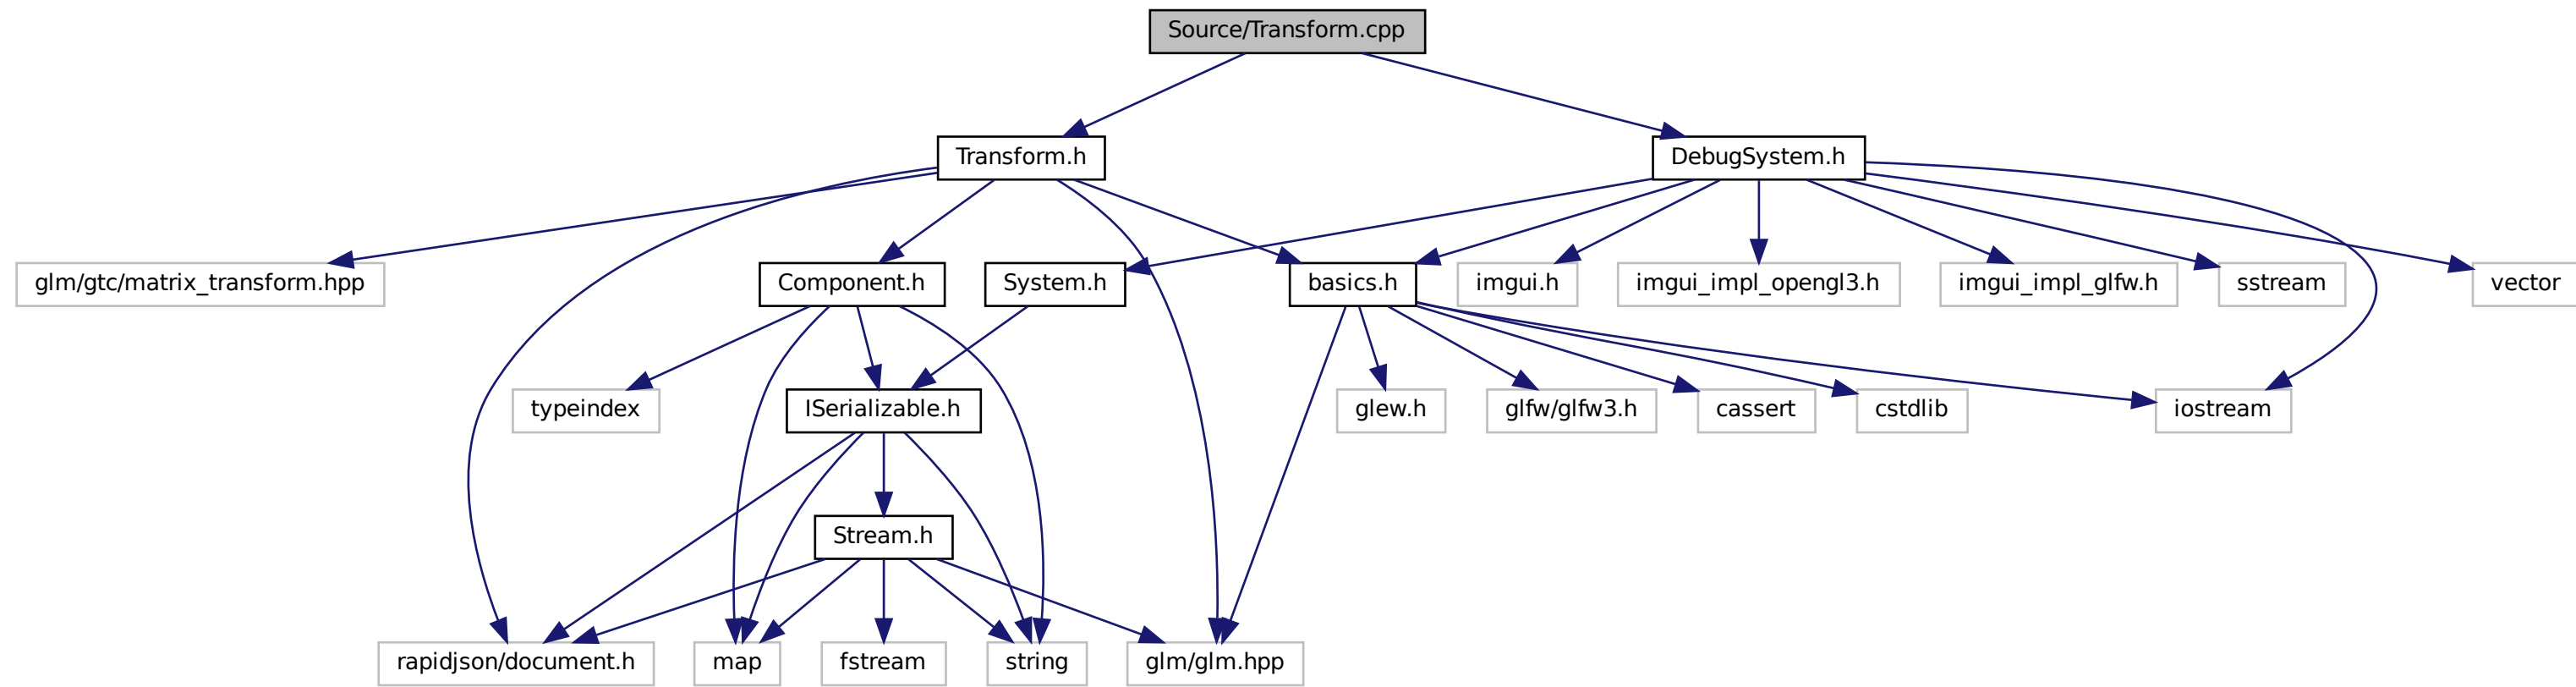 Source/Transform.cpp
Transform.h
DebugSystem.h
glm/gtc/matrix_transform.hpp
Component.h
System.h
basics.h
imgui.h
imgui_impl_opengl3.h
imgui_impl_glfw.h
sstream
vector
typeindex
ISerializable.h
glew.h
glfw/glfw3.h
cassert
cstdlib
iostream
Stream.h
rapidjson/document.h
map
fstream
string
glm/glm.hpp